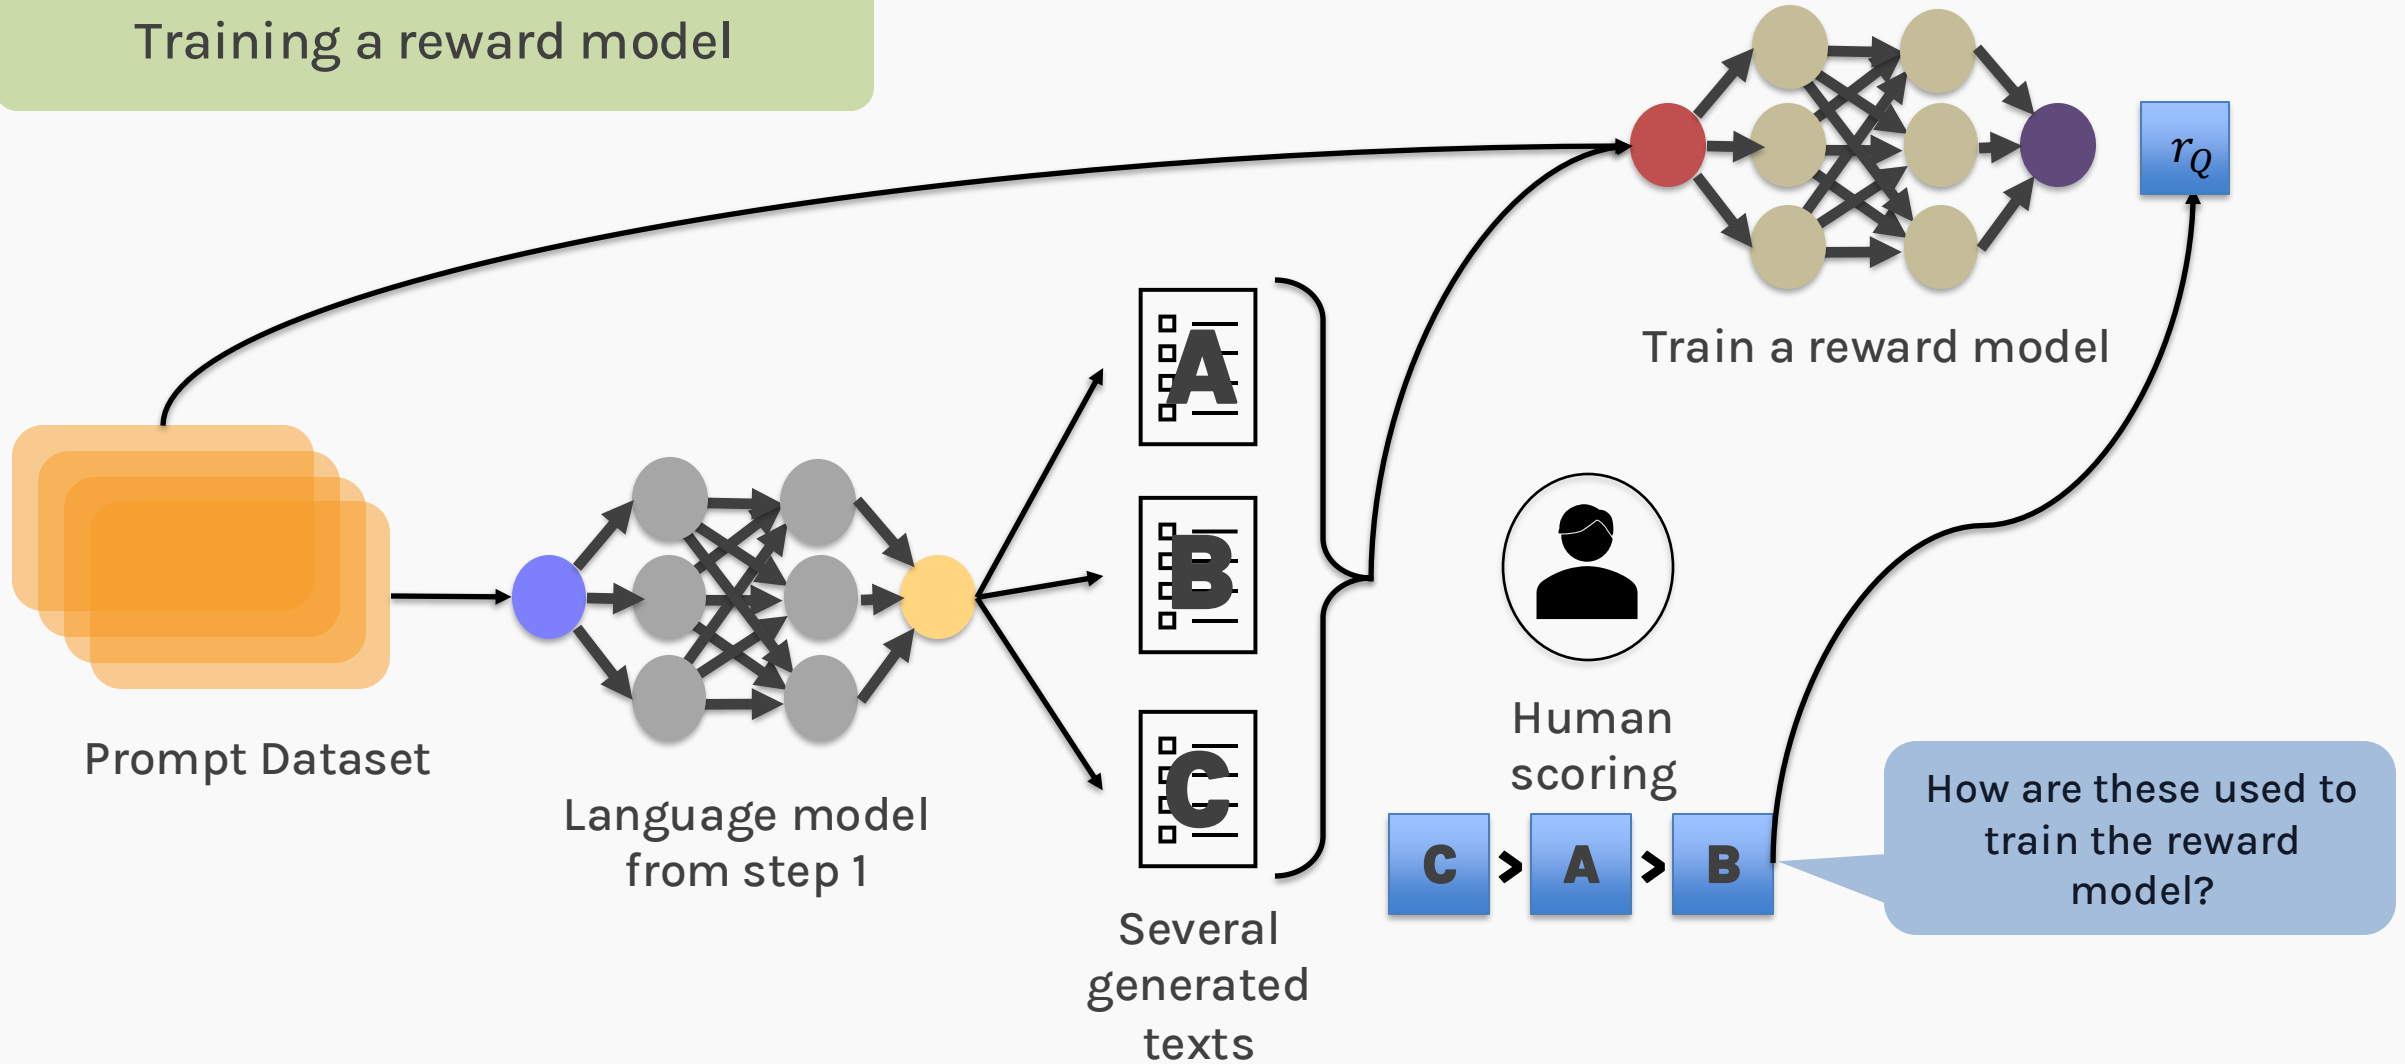 Training a reward model
r_Q
Train a reward model
A
B
C
Prompt Dataset
Language model
from step 1
Several
generated
texts
Human
scoring
C > A > B
How are these used to
train the reward
model?